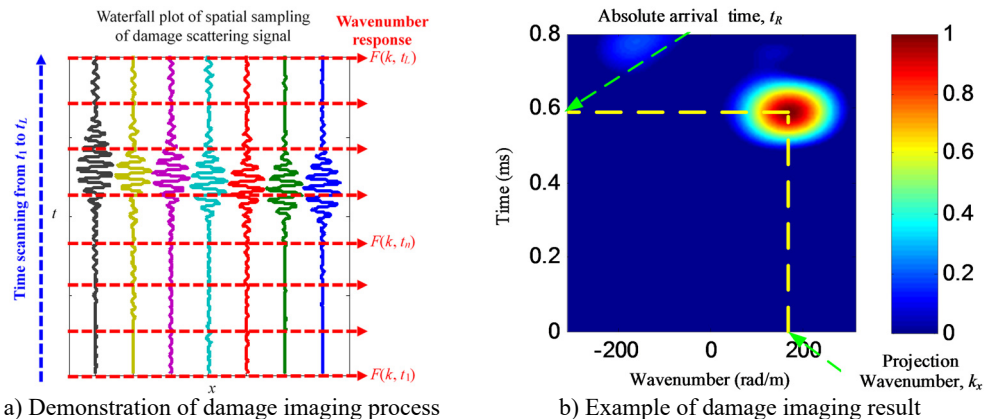 Waterfall plot of spatial sampling
of damage scattering signal
Wavenumber
response
F(k, tL)
F(k, tn)
F(k, t1)
Time scanning from t1 to tL
t
x
a) Demonstration of damage imaging process
Absolute arrival time, tR
0.8
0.6
0.4
0.2
0
Time (ms)
-200
0
200
Wavenumber (rad/m)
1
0.8
0.6
0.4
0.2
0
Projection
Wavenumber, kx
b) Example of damage imaging result